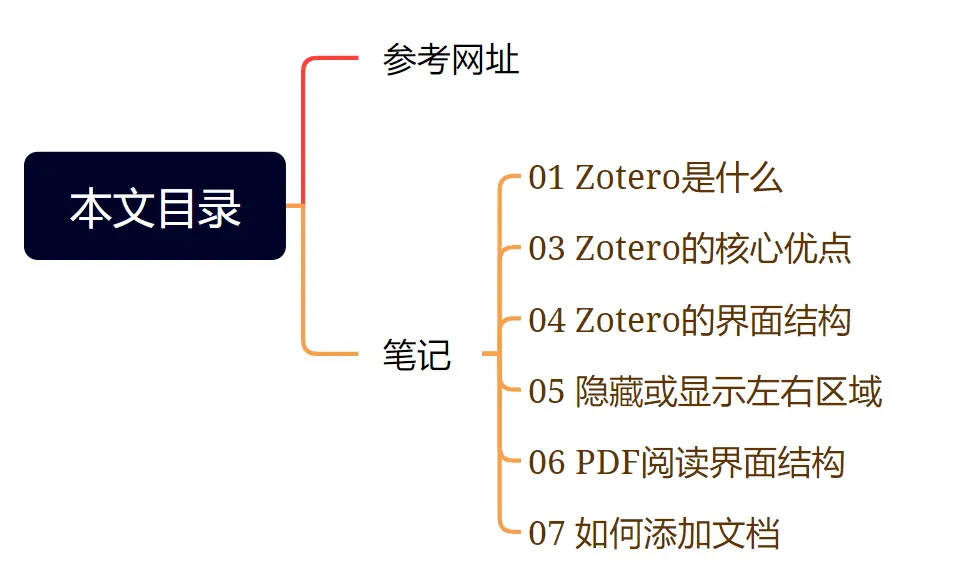 本文目录
参考网址
笔记
01 Zotero是什么
03 Zotero的核心优点
04 Zotero的界面结构
05 隐藏或显示左右区域
06 PDF阅读界面结构
07 如何添加文档